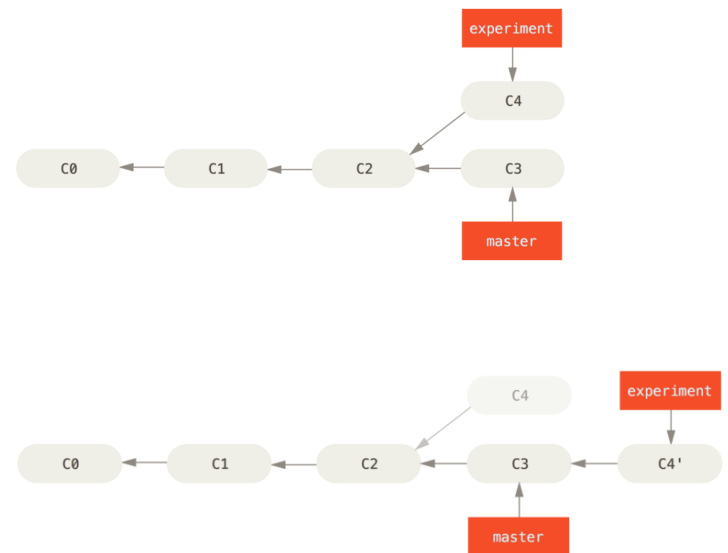 experiment
C4
C0
C1
C2
C3
master
C4
experiment
C0
C1
C2
C3
C4'
master